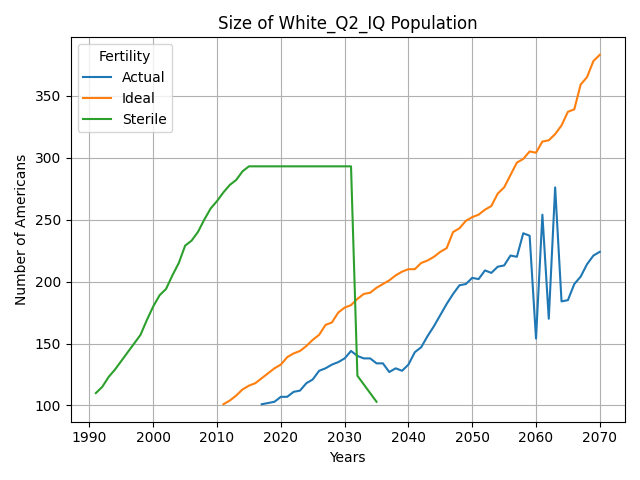 Size of White_Q2_IQ Population
Fertility
Actual
Ideal
Sterile
Number of Americans
350
300
250
200
150
100
1990 2000 2010 2020 2030 2040 2050 2060 2070
Years